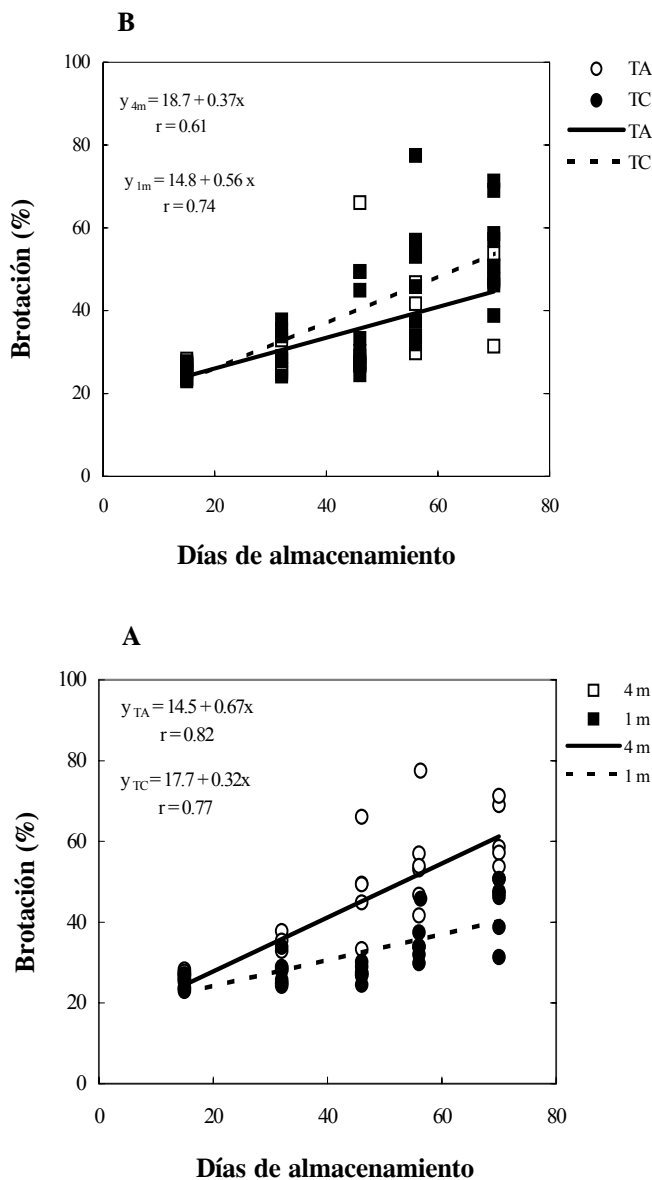 B
100
80
60
40
20
0
0 20 40 60 80
Brotación (%)
Días de almacenamiento
y 4m = 18.7 + 0.37x
r = 0.61
y 1m = 14.8 + 0.56 x
r = 0.74
TA
TC
TA
TC
A
100
80
60
40
20
0
0 20 40 60 80
Brotación (%)
Días de almacenamiento
y TA = 14.5 + 0.67x
r = 0.82
y TC = 17.7 + 0.32x
r = 0.77
4 m
1 m
4 m
1 m